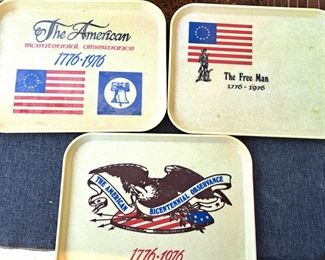 The American
Bicentennial Observance
1776-1976
The Free Man
1776-1976
THE AMERICAN BICENTENNIAL OBSERVANCE
1776-1976